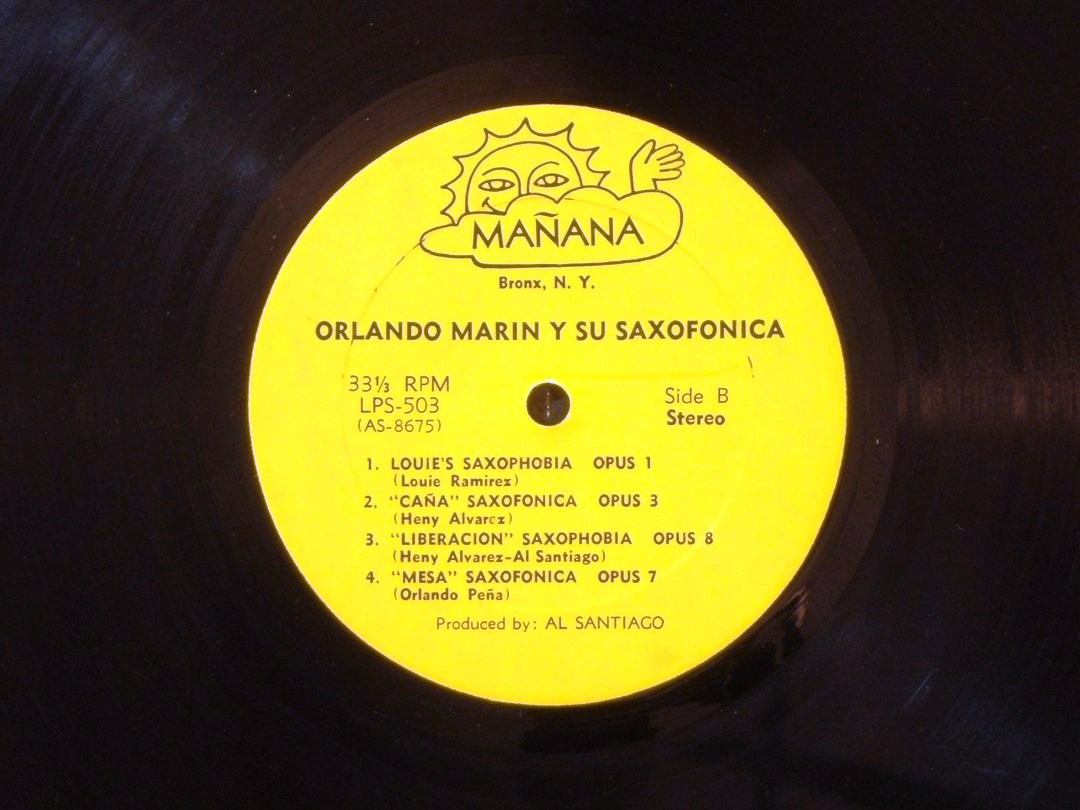 MAÑANA
Bronx, N. Y.
ORLANDO MARIN Y SU SAXOFONICA
33⅓ RPM
LPS-503
(AS-8675)
Side B
Stereo
1. LOUIE'S SAXOPHOBIA OPUS 1
(Louie Ramirez)
2. "CAÑA" SAXOFONICA OPUS 3
(Heny Alvarez)
3. "LIBERACION" SAXOPHOBIA OPUS 8
(Heny Alvarez-Al Santiago)
4. "MESA" SAXOFONICA OPUS 7
(Orlando Peña)
Produced by: AL SANTIAGO